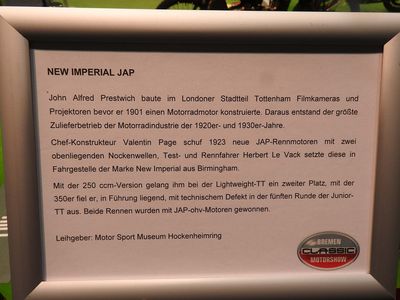 NEW IMPERIAL JAP
John Alfred Prestwich baute im Londoner Stadtteil Tottenham Filmkameras und
Projektoren bevor er 1901 einen Motorradmotor konstruierte. Daraus entstand der größte
Zulieferbetrieb der Motorradindustrie der 1920er- und 1930er-Jahre.
Chef-Konstrukteur Valentin Page schuf 1923 neue JAP-Rennmotoren mit zwei
obenliegenden Nockenwellen, Test- und Rennfahrer Herbert Le Vack setzte diese in
Fahrgestelle der Marke New Imperial aus Birmingham.
Mit der 250 ccm-Version gelang ihm bei der Lightweight-TT ein zweiter Platz, mit der
350er fiel er, in Führung liegend, mit technischem Defekt in der fünften Runde der Junior-
TT aus. Beide Rennen wurden mit JAP-ohv-Motoren gewonnen.
Leihgeber: Motor Sport Museum Hockenheimring
BREMEN
CLASSIC
MOTORSHOW